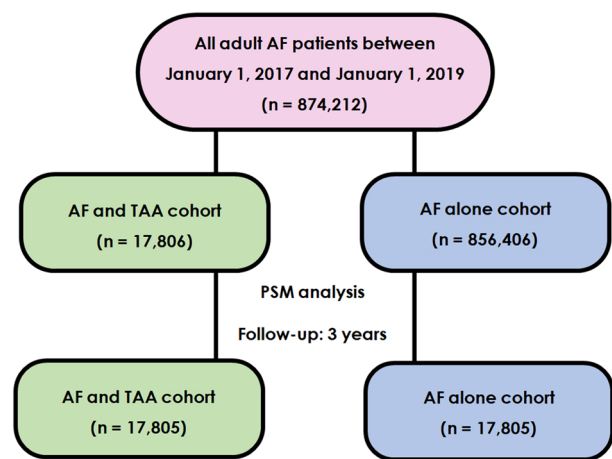 All adult AF patients between
January 1, 2017 and January 1, 2019
(n = 874,212)
AF and TAA cohort
(n = 17,806)
AF alone cohort
(n = 856,406)
PSM analysis
Follow-up: 3 years
AF and TAA cohort
(n = 17,805)
AF alone cohort
(n = 17,805)